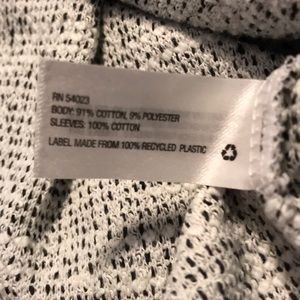 RN 54023
BODY: 91% COTTON, 9% POLYESTER
SLEEVES: 100% COTTON
LABEL MADE FROM 100% RECYCLED PLASTIC